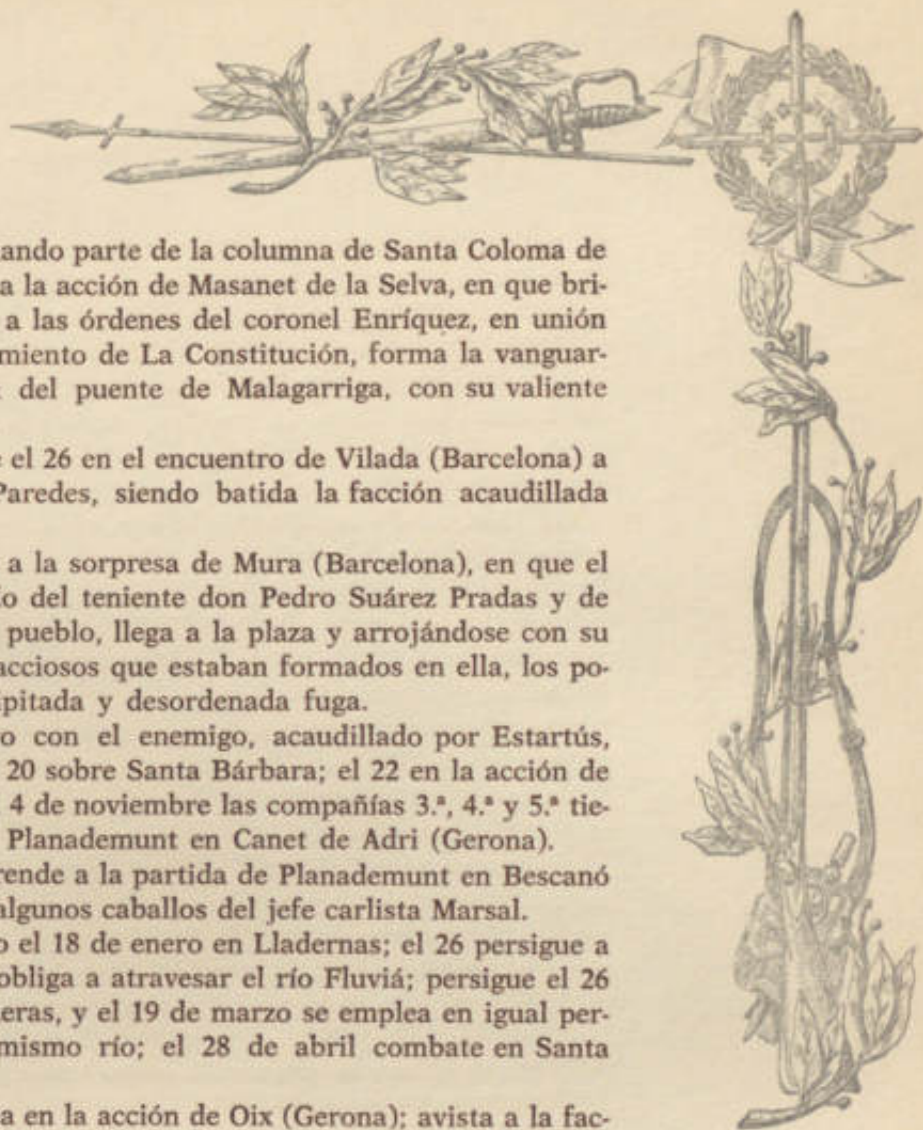 ando parte de la columna de Santa Coloma de
a la acción de Masanet de la Selva, en que bri-
a las órdenes del coronel Enríquez, en unión
miento de La Constitución, forma la vanguar-
del puente de Malagarriga, con su valiente
el 26 en el encuentro de Vilada (Barcelona) a
Paredes, siendo batida la facción acaudillada
a la sorpresa de Mura (Barcelona), en que el
o del teniente don Pedro Suárez Pradas y de
pueblo, llega a la plaza y arrojándose con su
acciosos que estaban formados en ella, los po-
ipitada y desordenada fuga.
o con el enemigo, acaudillado por Estartús,
20 sobre Santa Bárbara; el 22 en la acción de
4 de noviembre las compañías 3.ª, 4.ª y 5.ª tie-
Planademunt en Canet de Adri (Gerona).
rende a la partida de Planademunt en Bescanó
algunos caballos del jefe carlista Marsal.
o el 18 de enero en Lladernas; el 26 persigue a
obliga a atravesar el río Fluviá; persigue el 26
eras, y el 19 de marzo se emplea en igual per-
mismo río; el 28 de abril combate en Santa
a en la acción de Oix (Gerona); avista a la fac-